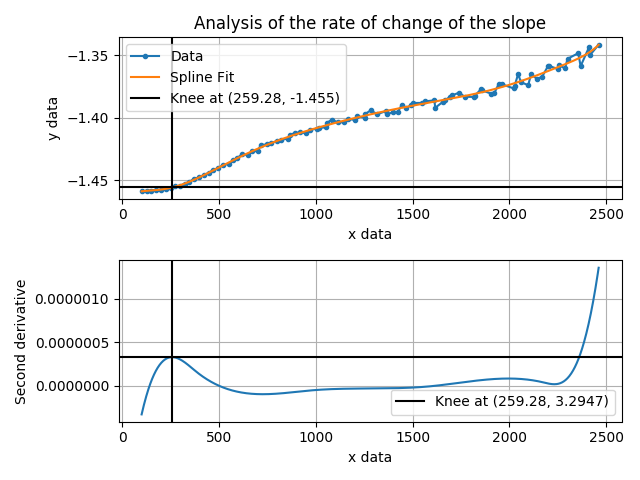 Analysis of the rate of change of the slope
−1.35
−1.40
−1.45
y data
Data
Spline Fit
Knee at (259.28, -1.455)
0 500 1000 1500 2000 2500
x data
0.0000010
0.0000005
0.0000000
Second derivative
Knee at (259.28, 3.2947)
0 500 1000 1500 2000 2500
x data